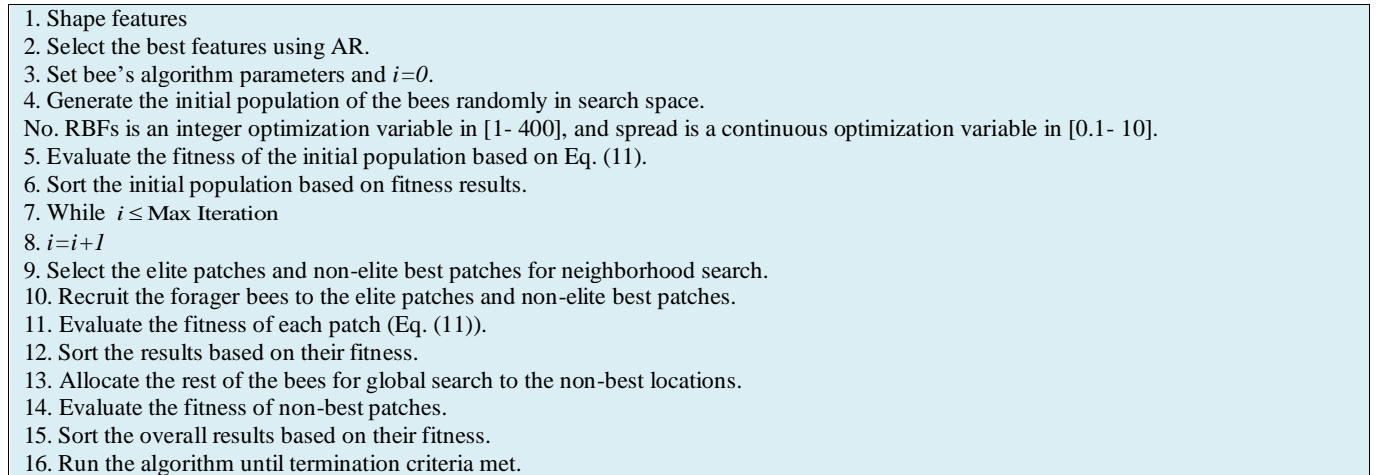 1. Shape features
2. Select the best features using AR.
3. Set bee’s algorithm parameters and i=0.
4. Generate the initial population of the bees randomly in search space.
No. RBFs is an integer optimization variable in [1- 400], and spread is a continuous optimization variable in [0.1- 10].
5. Evaluate the fitness of the initial population based on Eq. (11).
6. Sort the initial population based on fitness results.
7. While i ≤ Max Iteration
8. i=i+1
9. Select the elite patches and non-elite best patches for neighborhood search.
10. Recruit the forager bees to the elite patches and non-elite best patches.
11. Evaluate the fitness of each patch (Eq. (11)).
12. Sort the results based on their fitness.
13. Allocate the rest of the bees for global search to the non-best locations.
14. Evaluate the fitness of non-best patches.
15. Sort the overall results based on their fitness.
16. Run the algorithm until termination criteria met.